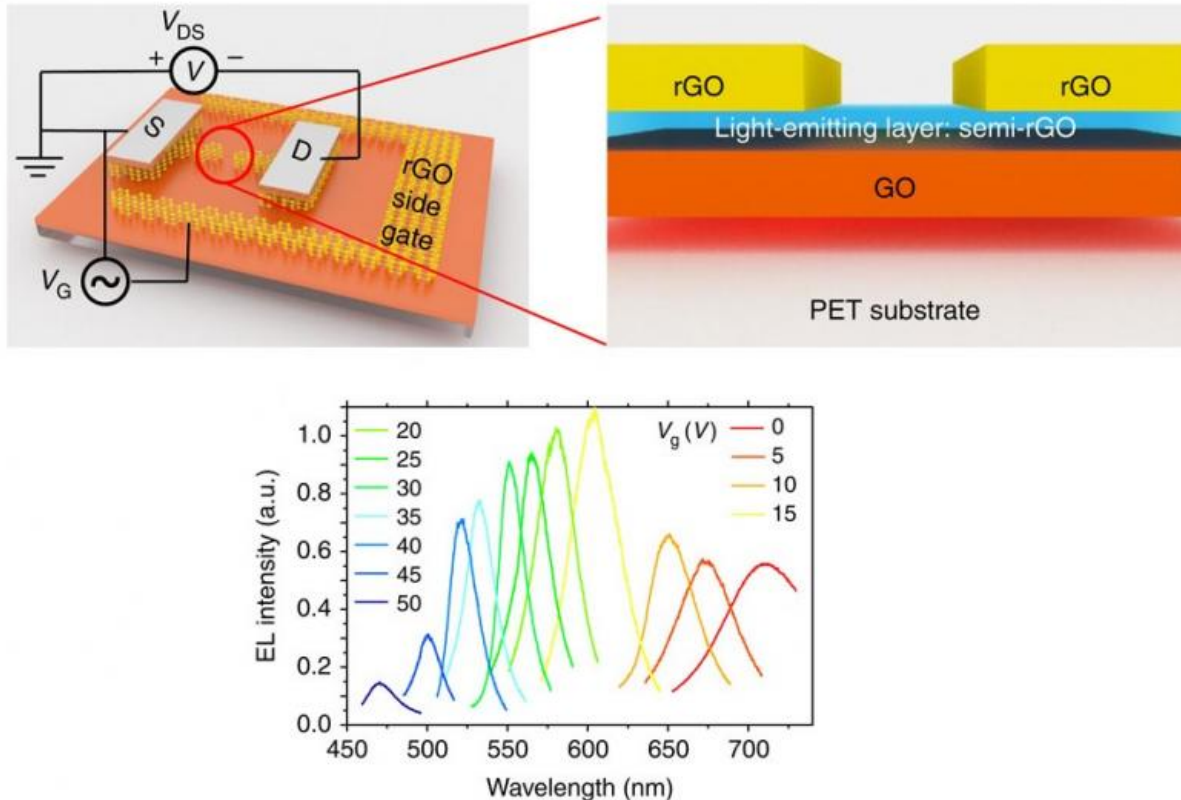 V_DS
+ V −
S
D
rGO
side
gate
V_G
~
rGO
rGO
Light-emitting layer: semi-rGO
GO
PET substrate
1.0
0.8
0.6
0.4
0.2
0.0
EL intensity (a.u.)
20
25
30
35
40
45
50
V_g (V)
0
5
10
15
450 500 550 600 650 700
Wavelength (nm)